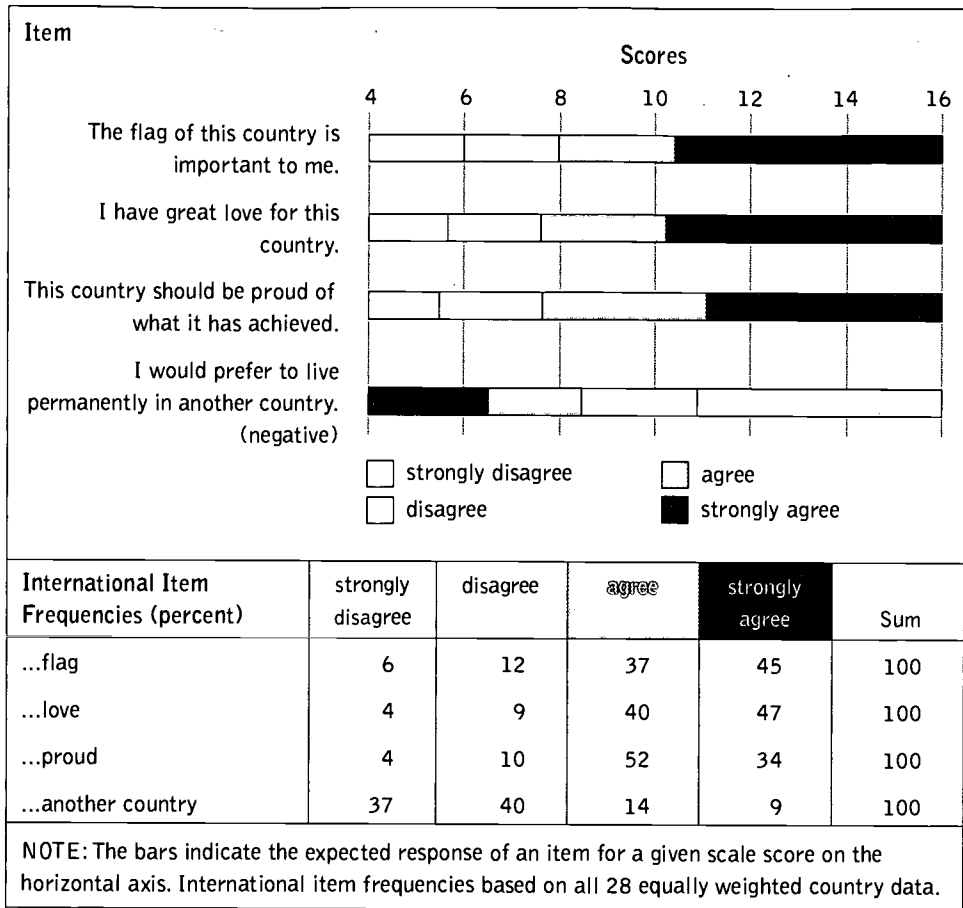 Item
Scores
4 6 8 10 12 14 16
The flag of this country is
important to me.
I have great love for this
country.
This country should be proud of
what it has achieved.
I would prefer to live
permanently in another country.
(negative)
strongly disagree agree
disagree strongly agree
International Item
Frequencies (percent)
strongly
disagree
disagree
agree
strongly
agree
Sum
...flag 6 12 37 45 100
...love 4 9 40 47 100
...proud 4 10 52 34 100
...another country 37 40 14 9 100
NOTE: The bars indicate the expected response of an item for a given scale score on the
horizontal axis. International item frequencies based on all 28 equally weighted country data.